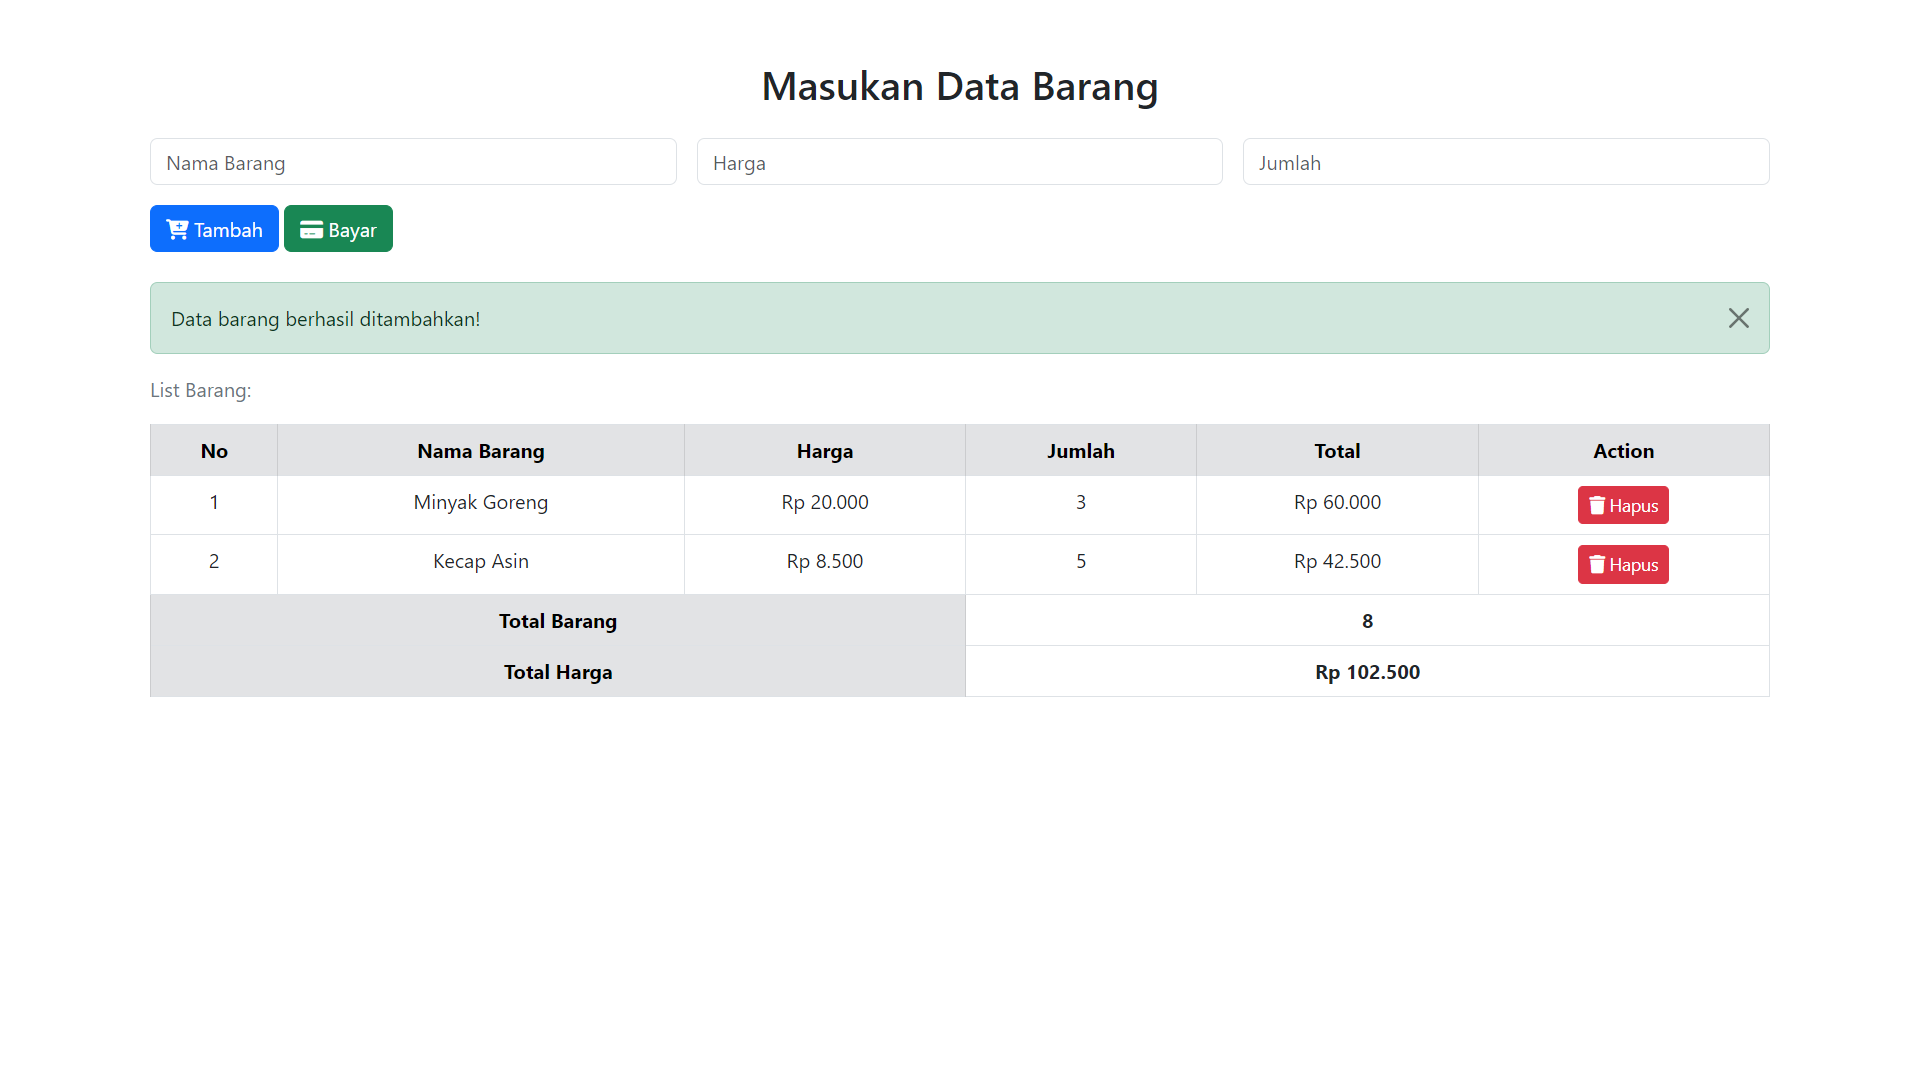 Masukan Data Barang
Nama Barang Harga Jumlah
Tambah Bayar
Data barang berhasil ditambahkan!
List Barang:
No Nama Barang Harga Jumlah Total Action
1 Minyak Goreng Rp 20.000 3 Rp 60.000 Hapus
2 Kecap Asin Rp 8.500 5 Rp 42.500 Hapus
Total Barang 8
Total Harga Rp 102.500